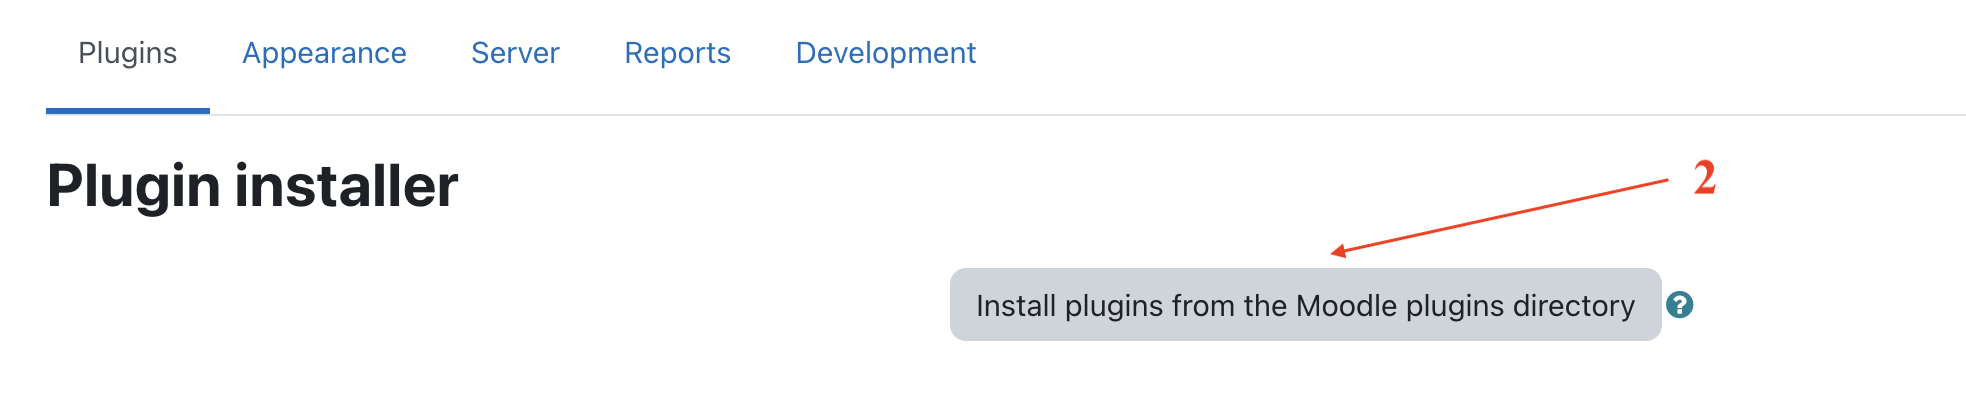 Plugins Appearance Server Reports Development
Plugin installer
2
Install plugins from the Moodle plugins directory ?